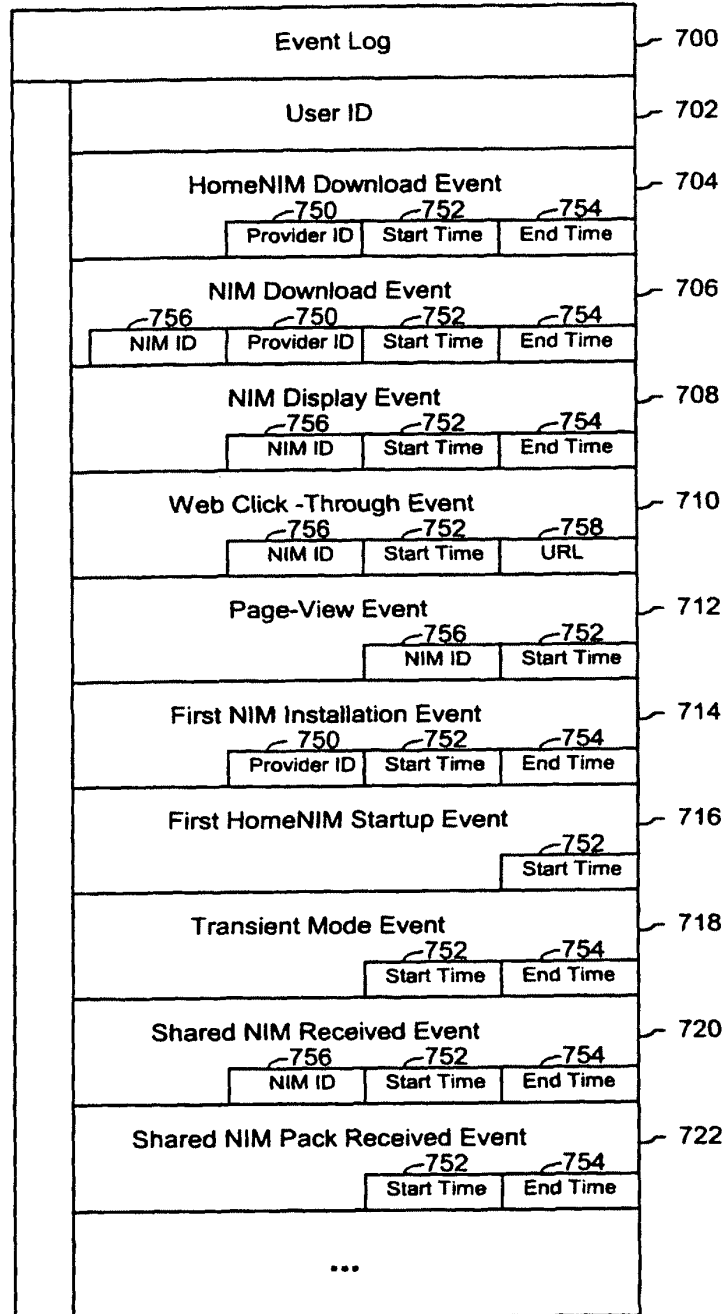 Event Log 700
User ID 702
HomeNIM Download Event 704
750 752 754
Provider ID Start Time End Time
NIM Download Event 706
756 750 752 754
NIM ID Provider ID Start Time End Time
NIM Display Event 708
756 752 754
NIM ID Start Time End Time
Web Click -Through Event 710
756 752 758
NIM ID Start Time URL
Page-View Event 712
756 752
NIM ID Start Time
First NIM Installation Event 714
750 752 754
Provider ID Start Time End Time
First HomeNIM Startup Event 716
752
Start Time
Transient Mode Event 718
752 754
Start Time End Time
Shared NIM Received Event 720
756 752 754
NIM ID Start Time End Time
Shared NIM Pack Received Event 722
752 754
Start Time End Time
...